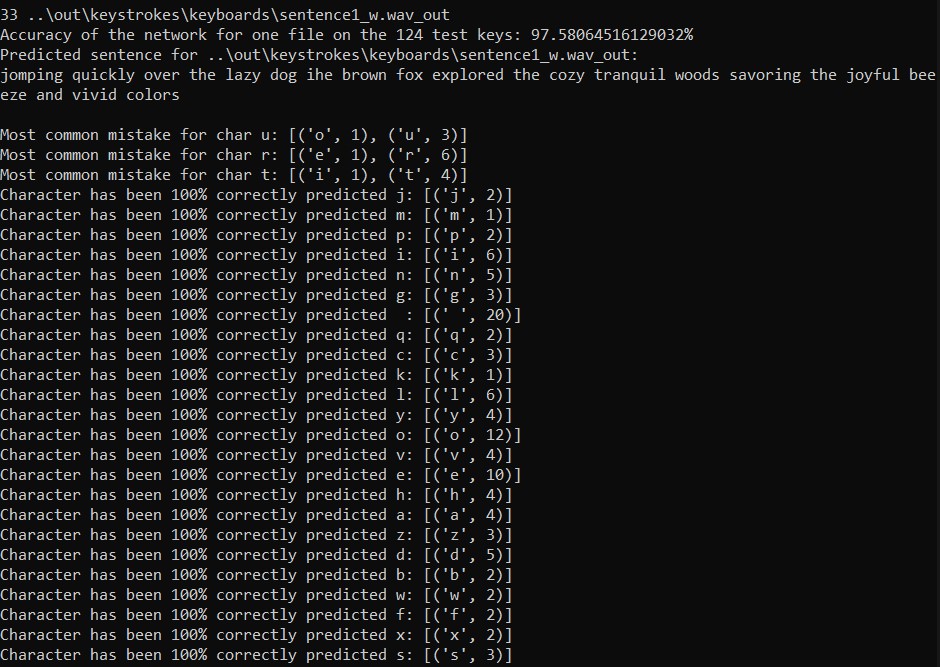 33 ..\out\keystrokes\keyboards\sentence1_w.wav_out
Accuracy of the network for one file on the 124 test keys: 97.58064516129032%
Predicted sentence for ..\out\keystrokes\keyboards\sentence1_w.wav_out:
jomping quickly over the lazy dog ihe brown fox explored the cozy tranquil woods savoring the joyful bee
eze and vivid colors
Most common mistake for char u: [('o', 1), ('u', 3)]
Most common mistake for char r: [('e', 1), ('r', 6)]
Most common mistake for char t: [('i', 1), ('t', 4)]
Character has been 100% correctly predicted j: [('j', 2)]
Character has been 100% correctly predicted m: [('m', 1)]
Character has been 100% correctly predicted p: [('p', 2)]
Character has been 100% correctly predicted i: [('i', 6)]
Character has been 100% correctly predicted n: [('n', 5)]
Character has been 100% correctly predicted g: [('g', 3)]
Character has been 100% correctly predicted  : [(' ', 20)]
Character has been 100% correctly predicted q: [('q', 2)]
Character has been 100% correctly predicted c: [('c', 3)]
Character has been 100% correctly predicted k: [('k', 1)]
Character has been 100% correctly predicted l: [('l', 6)]
Character has been 100% correctly predicted y: [('y', 4)]
Character has been 100% correctly predicted o: [('o', 12)]
Character has been 100% correctly predicted v: [('v', 4)]
Character has been 100% correctly predicted e: [('e', 10)]
Character has been 100% correctly predicted h: [('h', 4)]
Character has been 100% correctly predicted a: [('a', 4)]
Character has been 100% correctly predicted z: [('z', 3)]
Character has been 100% correctly predicted d: [('d', 5)]
Character has been 100% correctly predicted b: [('b', 2)]
Character has been 100% correctly predicted w: [('w', 2)]
Character has been 100% correctly predicted f: [('f', 2)]
Character has been 100% correctly predicted x: [('x', 2)]
Character has been 100% correctly predicted s: [('s', 3)]